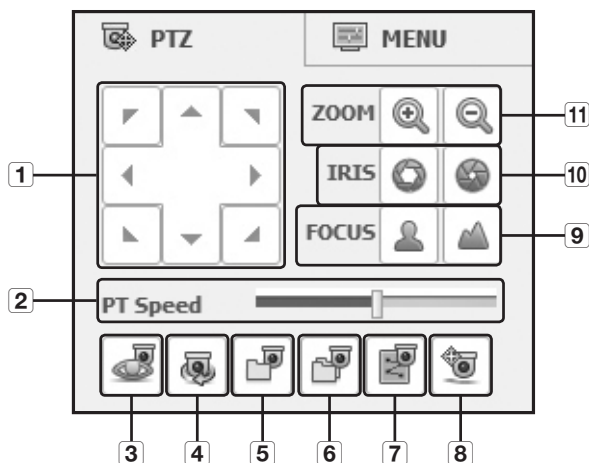 PTZ MENU
ZOOM 11
1 IRIS 10
FOCUS 9
2 PT Speed
3 4 5 6 7 8